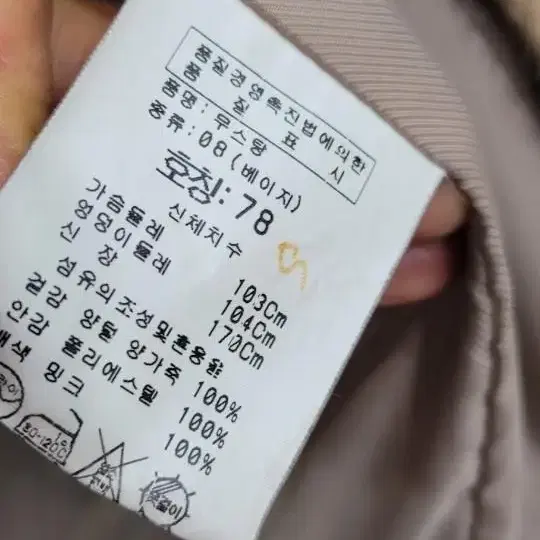 품질경영촉진법에의한
품질표시
품명: 무스탕
종류: 08(베이지)
호칭: 78
신체치수
가슴둘레 103Cm
엉덩이둘레 104Cm
신장 170Cm
섬유의조성및혼용율
겉감 양털 양가죽 100%
안감 폴리에스텔 100%
배색 밍크 100%